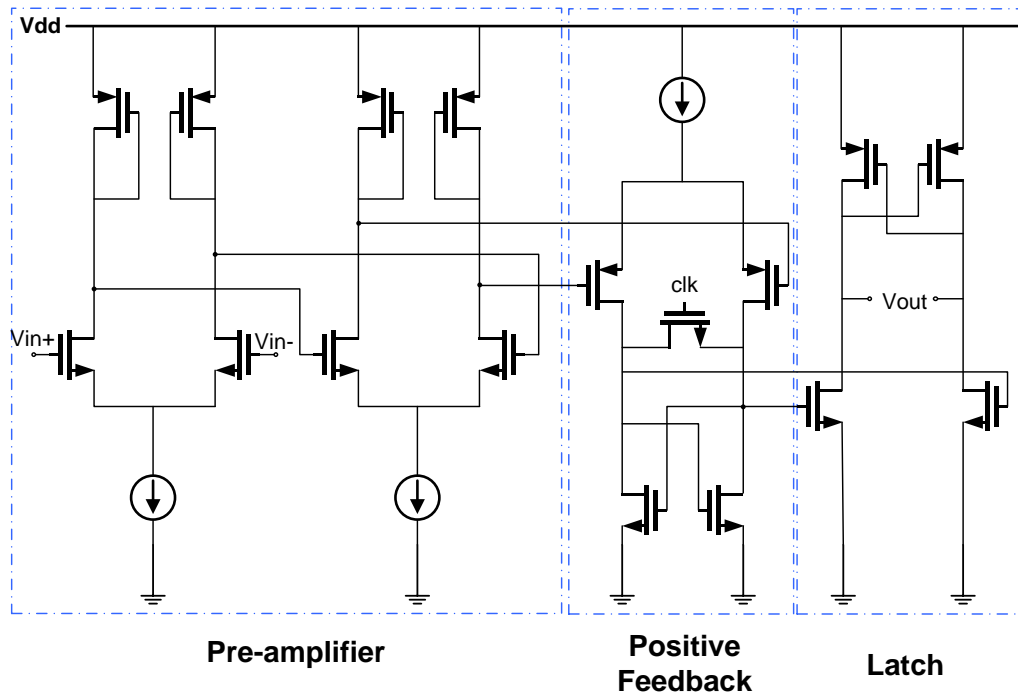 Vdd
clk
Vin+
Vin-
Vout
Pre-amplifier
Positive
Feedback
Latch